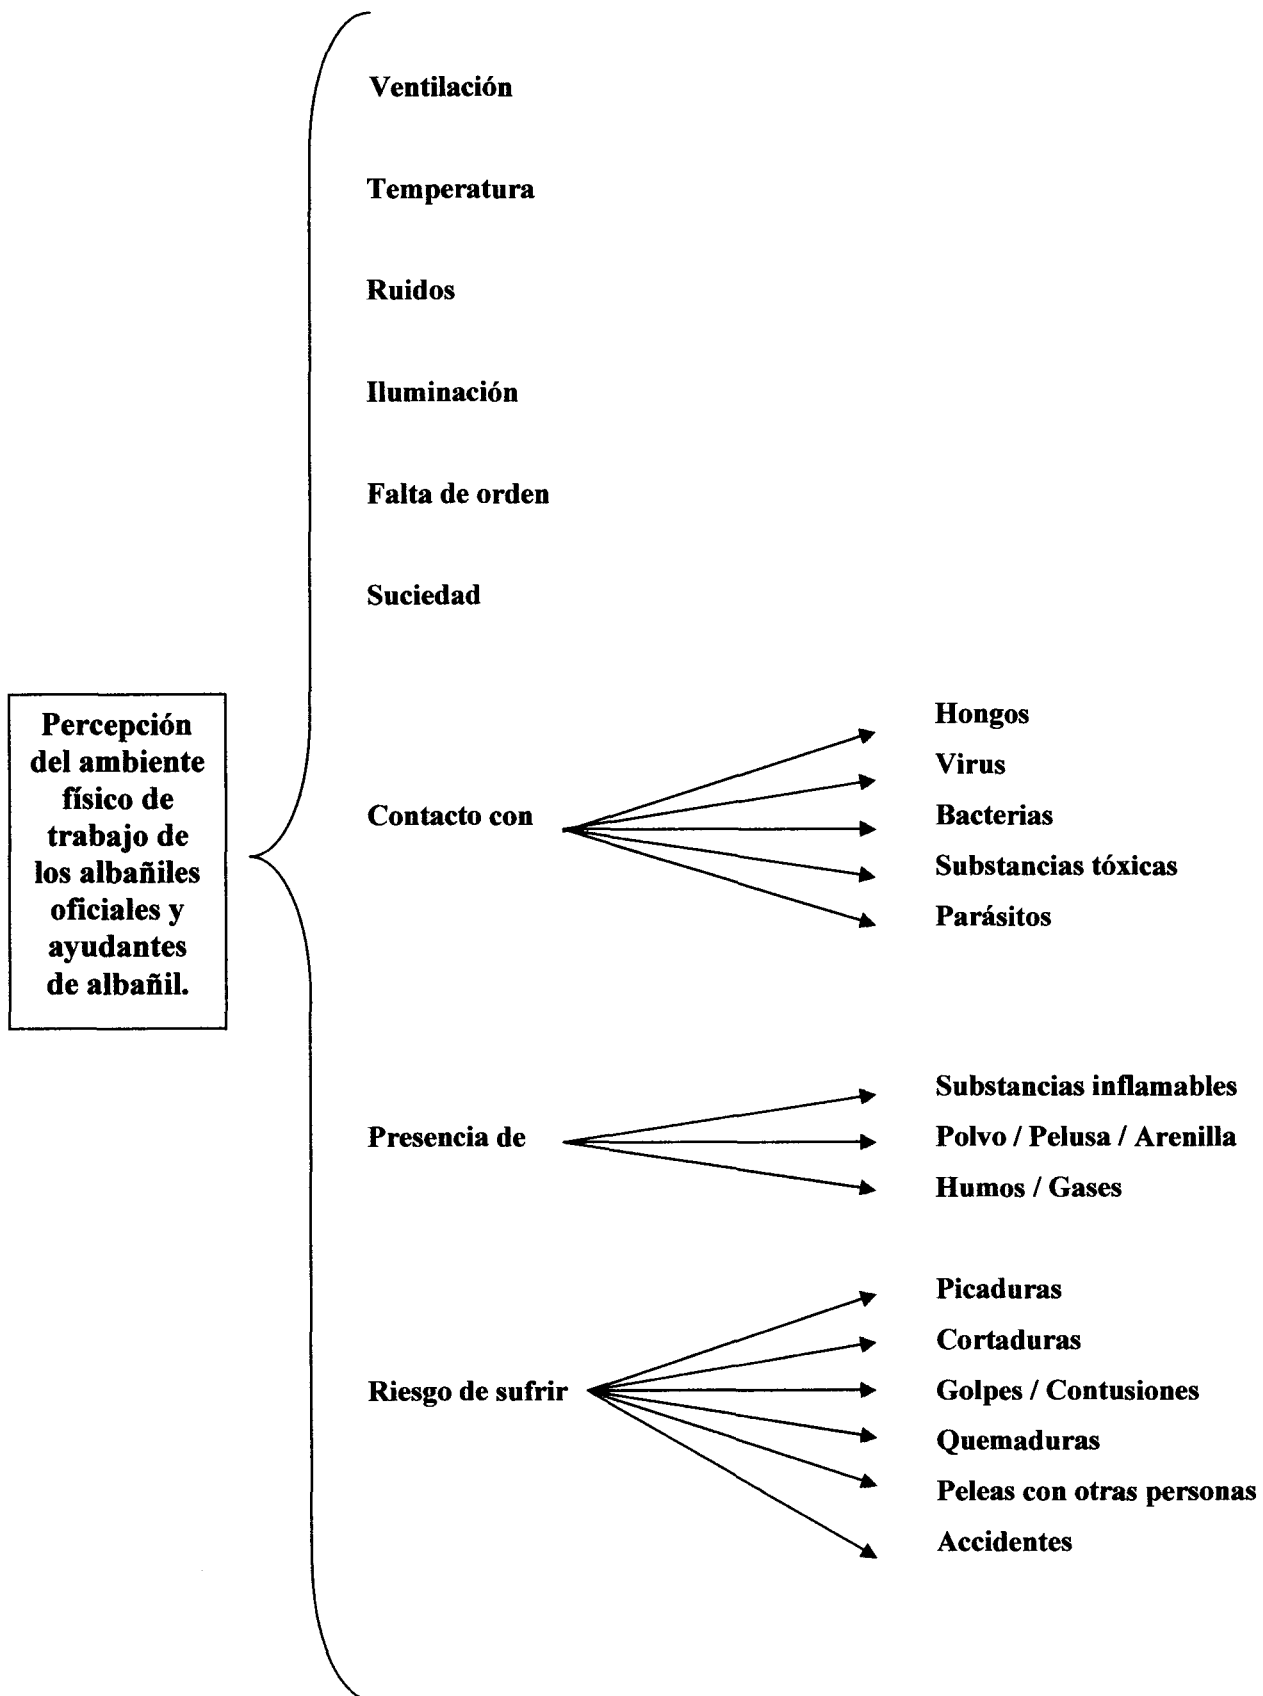 Ventilación
Temperatura
Ruidos
Iluminación
Falta de orden
Suciedad
Percepción
del ambiente
físico de
trabajo de
los albañiles
oficiales y
ayudantes
de albañil.
Contacto con
Hongos
Virus
Bacterias
Substancias tóxicas
Parásitos
Presencia de
Substancias inflamables
Polvo / Pelusa / Arenilla
Humos / Gases
Riesgo de sufrir
Picaduras
Cortaduras
Golpes / Contusiones
Quemaduras
Peleas con otras personas
Accidentes